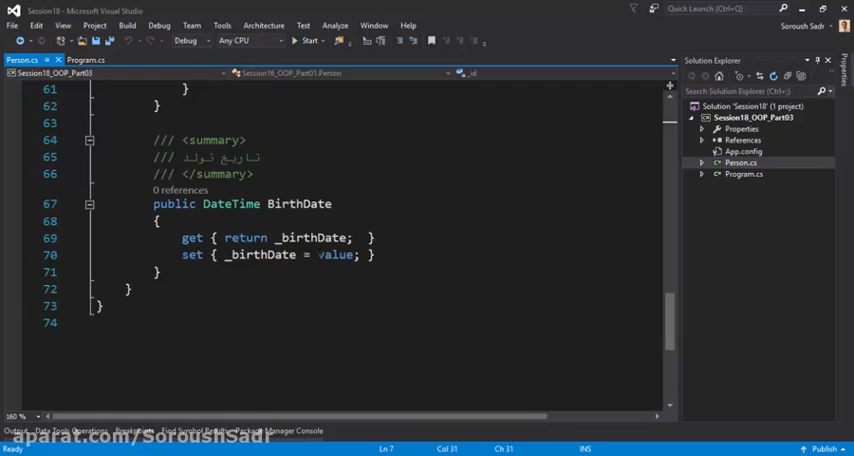 Session18 - Microsoft Visual Studio
Quick Launch (Ctrl+Q)
File Edit View Project Build Debug Team Tools Architecture Test Analyze Window Help
Soroush Sadr
Debug Any CPU Start
Person.cs Program.cs
Session18_OOP_Part03 Session16_OOP_Part01.Person _id
61 }
62 }
63
64 /// <summary>
65 /// تاریخ تولد
66 /// </summary>
0 references
67 public DateTime BirthDate
68 {
69 get { return _birthDate; }
70 set { _birthDate = value; }
71 }
72 }
73 }
74
160 %
Solution Explorer
Search Solution Explorer (Ctrl+;)
Solution 'Session18' (1 project)
Session18_OOP_Part03
Properties
References
App.config
Person.cs
Program.cs
Properties
Output Data Tools Operations Breakpoints Find Symbol Results Package Manager Console
aparat.com/SoroushSadr
Ready Ln 7 Col 31 Ch 31 INS Publish